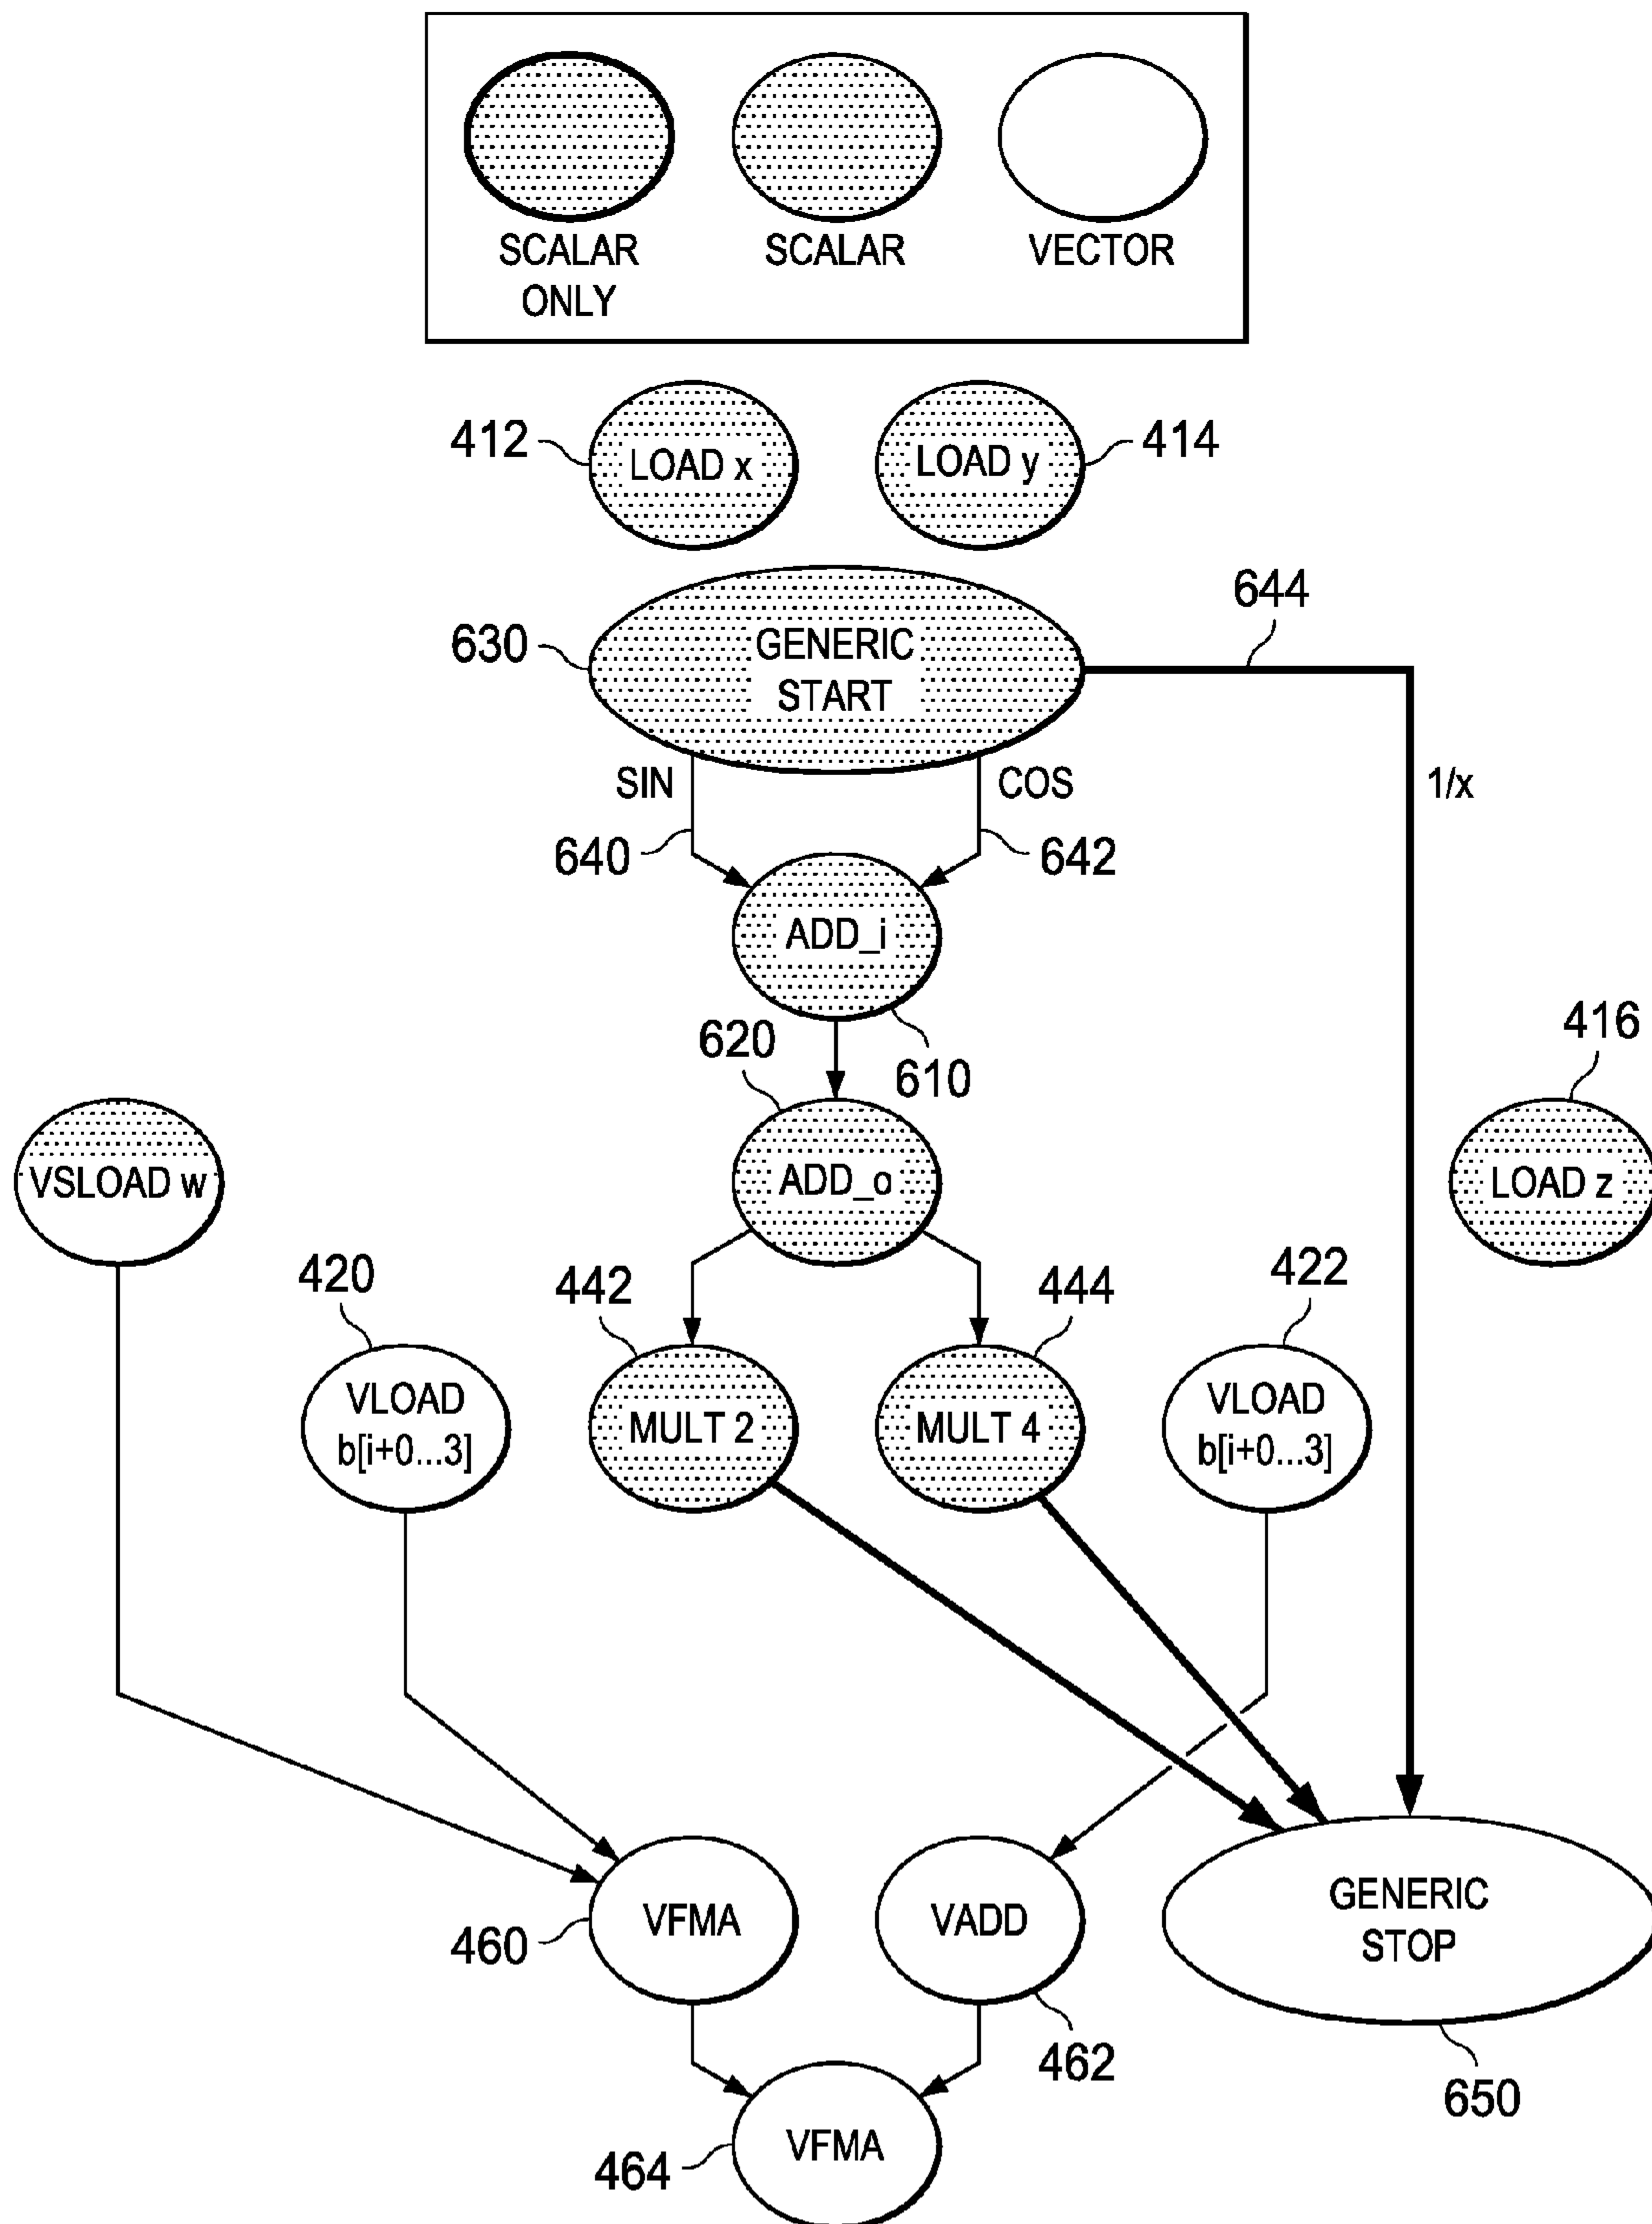 SCALAR
ONLY
SCALAR
VECTOR
412
LOAD x
LOAD y
414
630
GENERIC
START
644
SIN
COS
1/x
640
642
ADD_i
620
610
416
VSLOAD w
ADD_o
LOAD z
420
442
444
422
VLOAD
b[i+0...3]
MULT 2
MULT 4
VLOAD
b[i+0...3]
460
VFMA
VADD
GENERIC
STOP
462
650
464
VFMA